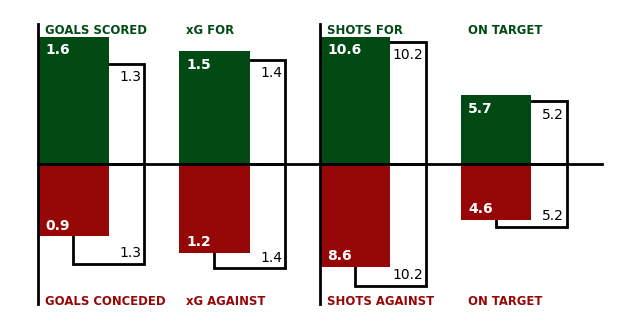 GOALS SCORED xG FOR SHOTS FOR ON TARGET
1.6 1.3 1.5 1.4 10.6 10.2 5.7 5.2
0.9 1.3 1.2 1.4 8.6 10.2 4.6 5.2
GOALS CONCEDED xG AGAINST SHOTS AGAINST ON TARGET